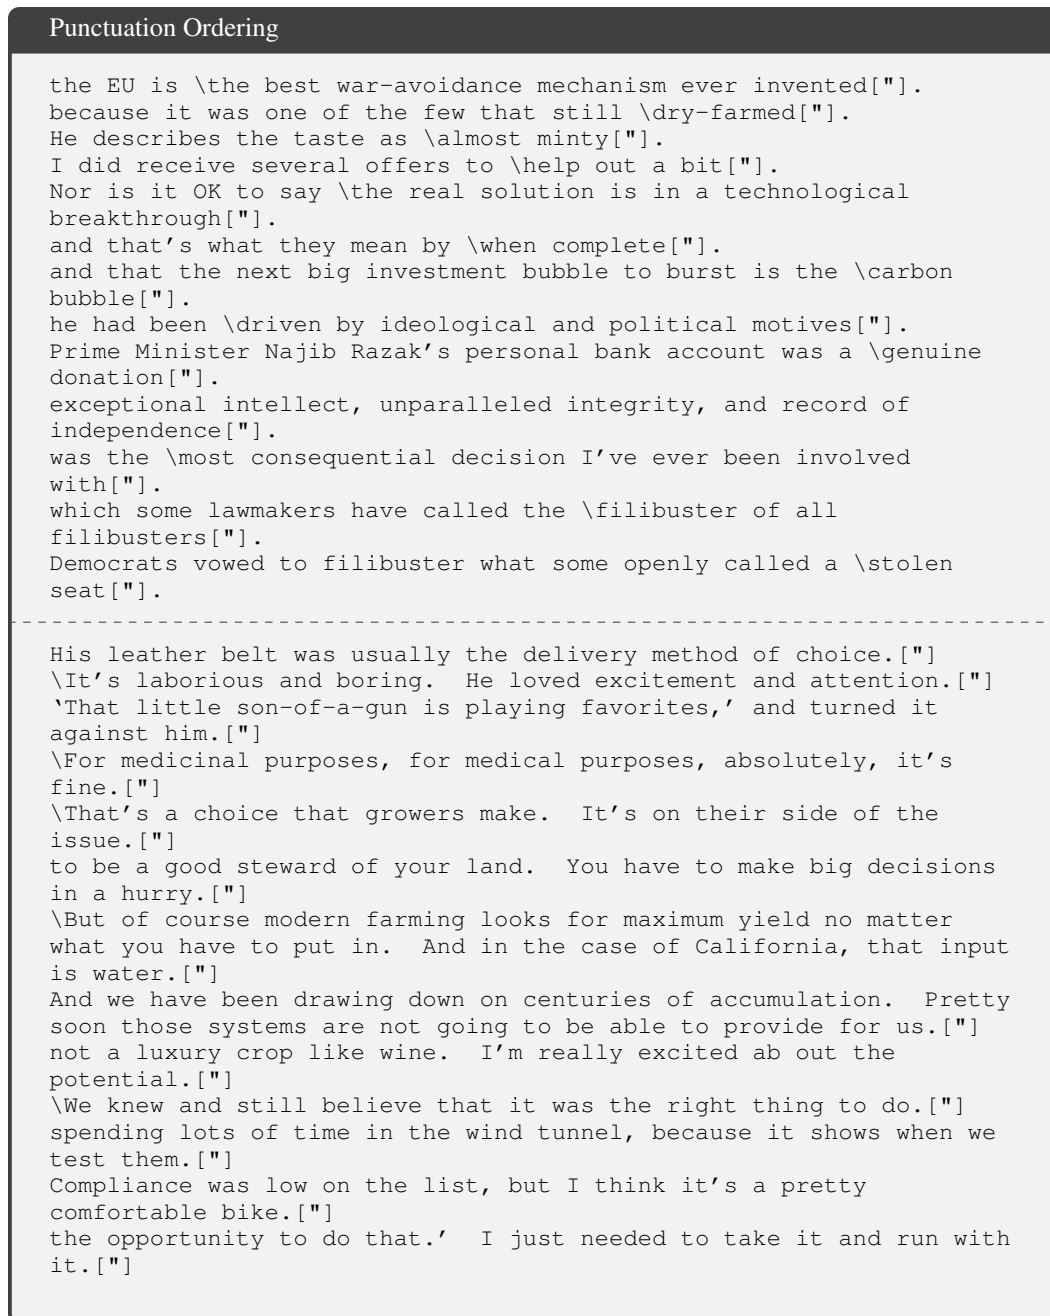 Punctuation Ordering
the EU is \the best war-avoidance mechanism ever invented["].
because it was one of the few that still \dry-farmed["].
He describes the taste as \almost minty["].
I did receive several offers to \help out a bit["].
Nor is it OK to say \the real solution is in a technological
breakthrough["].
and that's what they mean by \when complete["].
and that the next big investment bubble to burst is the \carbon
bubble["].
he had been \driven by ideological and political motives["].
Prime Minister Najib Razak's personal bank account was a \genuine
donation["].
exceptional intellect, unparalleled integrity, and record of
independence["].
was the \most consequential decision I've ever been involved
with["].
which some lawmakers have called the \filibuster of all
filibusters["].
Democrats vowed to filibuster what some openly called a \stolen
seat["].
His leather belt was usually the delivery method of choice.["]
\It's laborious and boring.  He loved excitement and attention.["]
‘That little son-of-a-gun is playing favorites,’ and turned it
against him.["]
\For medicinal purposes, for medical purposes, absolutely, it's
fine.["]
\That's a choice that growers make.  It's on their side of the
issue.["]
to be a good steward of your land.  You have to make big decisions
in a hurry.["]
\But of course modern farming looks for maximum yield no matter
what you have to put in.  And in the case of California, that input
is water.["]
And we have been drawing down on centuries of accumulation.  Pretty
soon those systems are not going to be able to provide for us.["]
not a luxury crop like wine.  I'm really excited ab out the
potential.["]
\We knew and still believe that it was the right thing to do.["]
spending lots of time in the wind tunnel, because it shows when we
test them.["]
Compliance was low on the list, but I think it's a pretty
comfortable bike.["]
the opportunity to do that.’  I just needed to take it and run with
it.["]